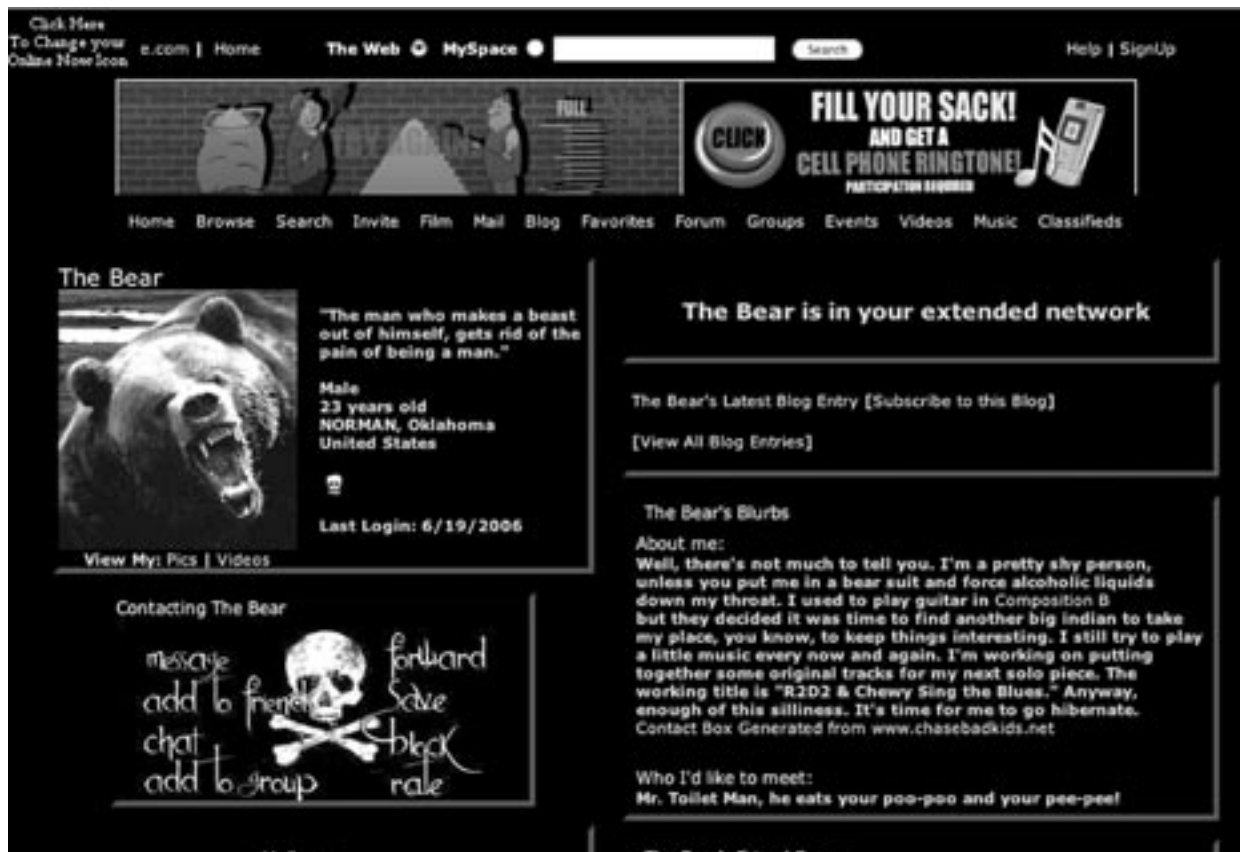 Click Here
To Change your
Online Now Icon
e.com | Home
The Web MySpace Search
Help | SignUp
TRY AGAIN
FULL
CLICK
FILL YOUR SACK!
AND GET A
CELL PHONE RINGTONE!
PARTICIPATION REQUIRED
Home Browse Search Invite Film Mail Blog Favorites Forum Groups Events Videos Music Classifieds
The Bear
"The man who makes a beast
out of himself, gets rid of the
pain of being a man."
Male
23 years old
NORMAN, Oklahoma
United States
Last Login: 6/19/2006
View My: Pics | Videos
Contacting The Bear
message
forward
add to friends
save
chat
block
add to group
rate
The Bear is in your extended network
The Bear's Latest Blog Entry [Subscribe to this Blog]
[View All Blog Entries]
The Bear's Blurbs
About me:
Well, there's not much to tell you. I'm a pretty shy person,
unless you put me in a bear suit and force alcoholic liquids
down my throat. I used to play guitar in Composition B
but they decided it was time to find another big indian to take
my place, you know, to keep things interesting. I still try to play
a little music every now and again. I'm working on putting
together some original tracks for my next solo piece. The
working title is "R2D2 & Chewy Sing the Blues." Anyway,
enough of this silliness. It's time for me to go hibernate.
Contact Box Generated from www.chasebadkids.net
Who I'd like to meet:
Mr. Toilet Man, he eats your poo-poo and your pee-pee!